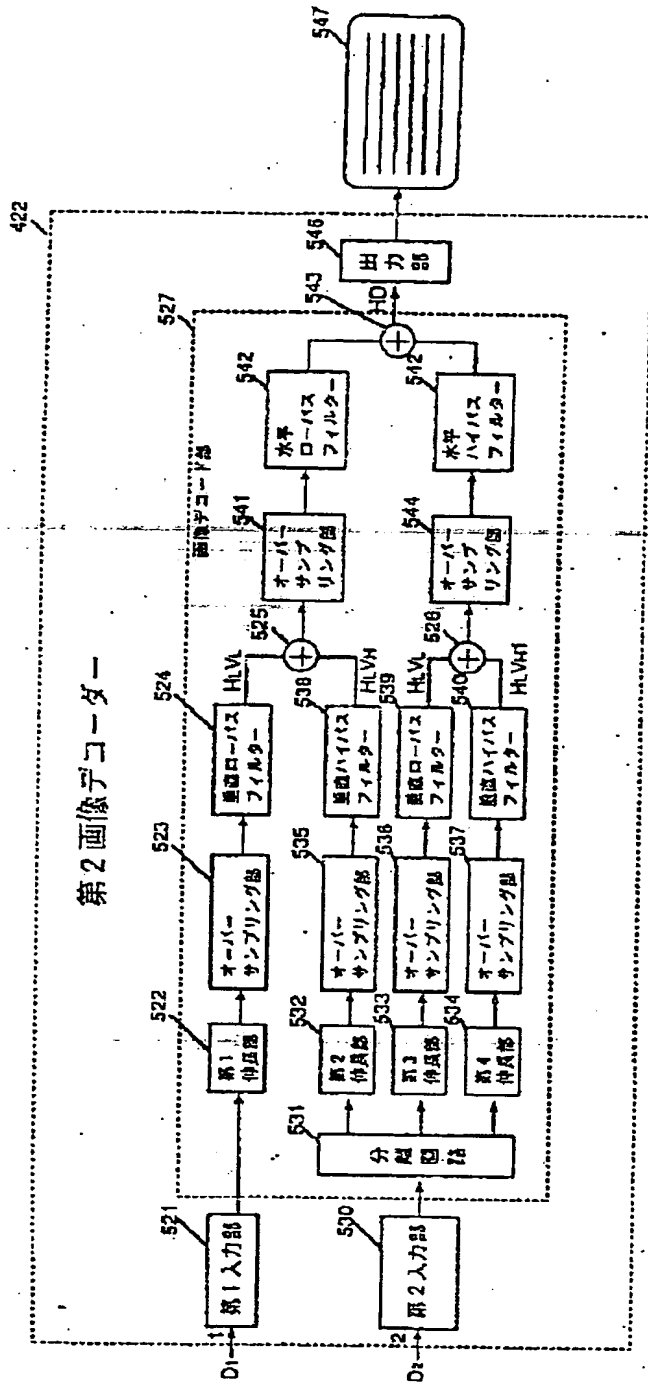 第2画像デコーダー
422
D1
1
521
第1入力部
522
第1
伸長部
523
オーバー
サンプリング部
524
垂直ローパス
フィルター
HLVL
525
画像デコード部
527
541
オーバー
サンプ
リング部
542
水平
ローパス
フィルター
543
HD
546
出力部
547
D2
2
530
第2入力部
531
分離回路
532
第2
伸長部
535
オーバー
サンプリング部
538
垂直ハイパス
フィルター
HLVH
533
第3
伸長部
536
オーバー
サンプリング部
539
垂直ローパス
フィルター
HLVL
526
534
第4
伸長部
537
オーバー
サンプリング部
540
垂直ハイパス
フィルター
HLVH1
544
オーバー
サンプ
リング部
542
水平
ハイパス
フィルター